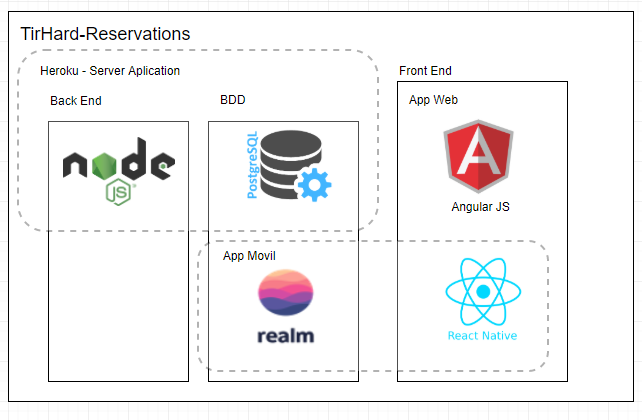 TirHard-Reservations
Heroku - Server Aplication
Front End
Back End
BDD
App Web
node
JS
PostgreSQL
A
Angular JS
App Movil
realm
React Native